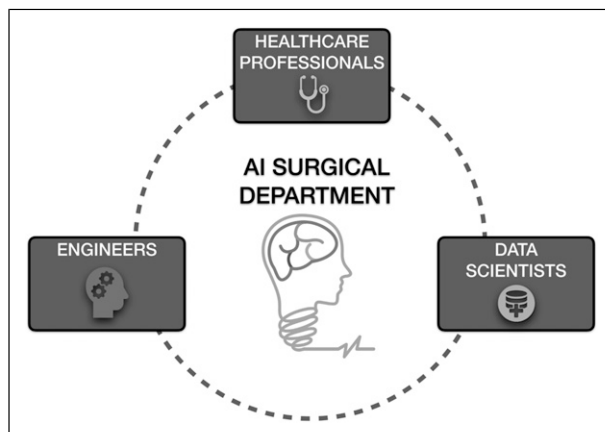 HEALTHCARE
PROFESSIONALS
AI SURGICAL
DEPARTMENT
ENGINEERS
DATA
SCIENTISTS